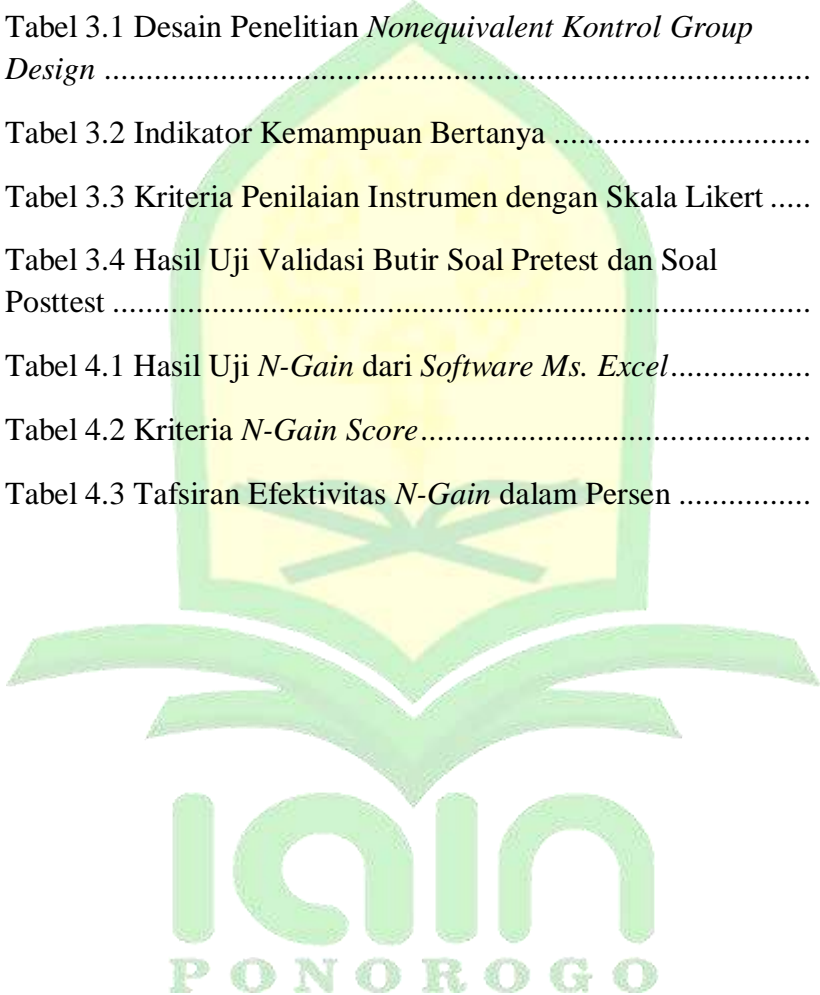 Tabel 3.1 Desain Penelitian Nonequivalent Kontrol Group
Design ....................................................................................
Tabel 3.2 Indikator Kemampuan Bertanya ...............................
Tabel 3.3 Kriteria Penilaian Instrumen dengan Skala Likert .....
Tabel 3.4 Hasil Uji Validasi Butir Soal Pretest dan Soal
Posttest ...................................................................................
Tabel 4.1 Hasil Uji N-Gain dari Software Ms. Excel.................
Tabel 4.2 Kriteria N-Gain Score...............................................
Tabel 4.3 Tafsiran Efektivitas N-Gain dalam Persen ................
iain
PONOROGO